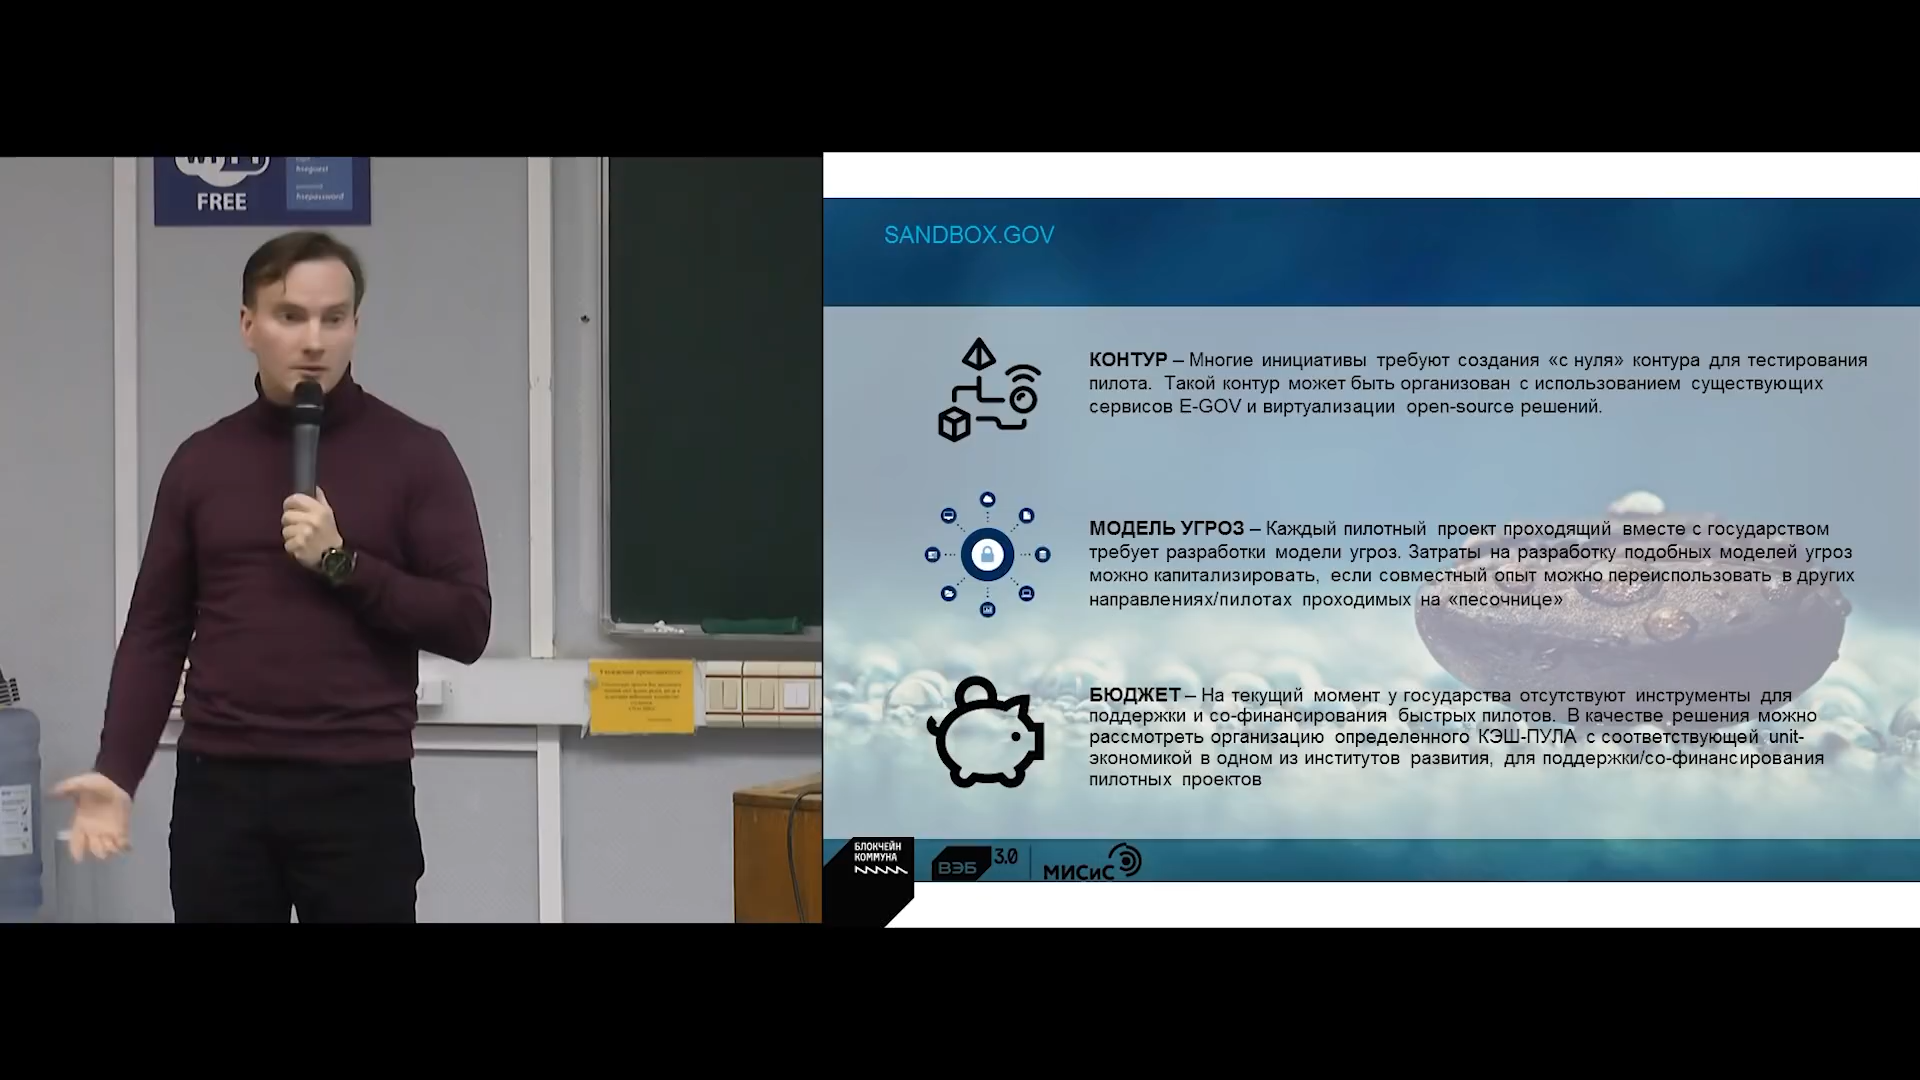 FREE
hseguest
hsepassword
SANDBOX.GOV
КОНТУР – Многие инициативы требуют создания «с нуля» контура для тестирования
пилота. Такой контур может быть организован с использованием существующих
сервисов E-GOV и виртуализации open-source решений.
МОДЕЛЬ УГРОЗ – Каждый пилотный проект проходящий вместе с государством
требует разработки модели угроз. Затраты на разработку подобных моделей угроз
можно капитализировать, если совместный опыт можно переиспользовать в других
направлениях/пилотах проходимых на «песочнице»
БЮДЖЕТ – На текущий момент у государства отсутствуют инструменты для
поддержки и со-финансирования быстрых пилотов. В качестве решения можно
рассмотреть организацию определенного КЭШ-ПУЛА с соответствующей unit-
экономикой в одном из институтов развития, для поддержки/со-финансирования
пилотных проектов
БЛОКЧЕЙН
КОММУНА
ВЭБ 3.0
МИСиС